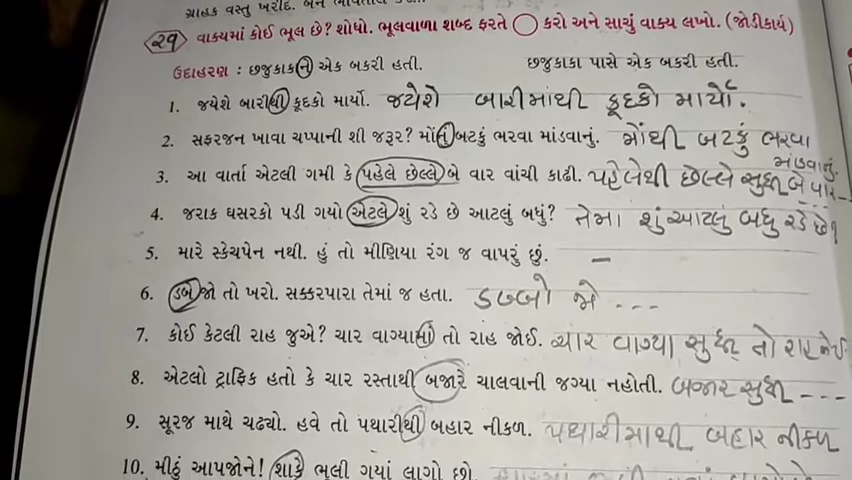 ગ્રાહક વસ્તુ ખરીદે.
૨૧ વાક્યમાં કોઈ ભૂલ છે? શોધો. ભૂલવાળા શબ્દ ફરતે ◯ કરો અને સાચું વાક્ય લખો. (જોડીકાર્ય)
ઉદાહરણ : છજુકાકાને એક બકરી હતી. છજુકાકા પાસે એક બકરી હતી.
1. જયેશે બારીથી કૂદકો માર્યો. જયેશે બારીમાંથી કૂદકો માર્યો.
2. સફરજન ખાવા ચપ્પાની શી જરૂર? મોંનું બટકું ભરવા માંડવાનું. મોંથી બટકું ભરવા
માંડવાનું.
3. આ વાર્તા એટલી ગમી કે પહેલે છેલ્લે બે વાર વાંચી કાઢી. પહેલેથી છેલ્લે સુધી બે વાર--
4. જરાક ઘસરકો પડી ગયો એટલે શું રડે છે આટલું બધું? તેમા શું આટલું બધુ રડે છે?
5. મારે સ્કેચપેન નથી. હું તો મીણિયા રંગ જ વાપરું છું. –
6. ડબે જો તો ખરો. સક્કરપારા તેમાં જ હતા. ડબ્બો જો ---
7. કોઈ કેટલી રાહ જુએ? ચાર વાગ્યાસો તો રાહ જોઈ. ચાર વાગ્યા સુધી તો રાહ જોઈ
8. એટલો ટ્રાફિક હતો કે ચાર રસ્તાથી બજારે ચાલવાની જગ્યા નહોતી. બજાર સુધી ---
9. સૂરજ માથે ચઢ્યો. હવે તો પથારીથી બહાર નીકળ. પથારીમાથી બહાર નીકળ
10. મીઠું આપજોને! શાકે ભૂલી ગયાં લાગો છો.